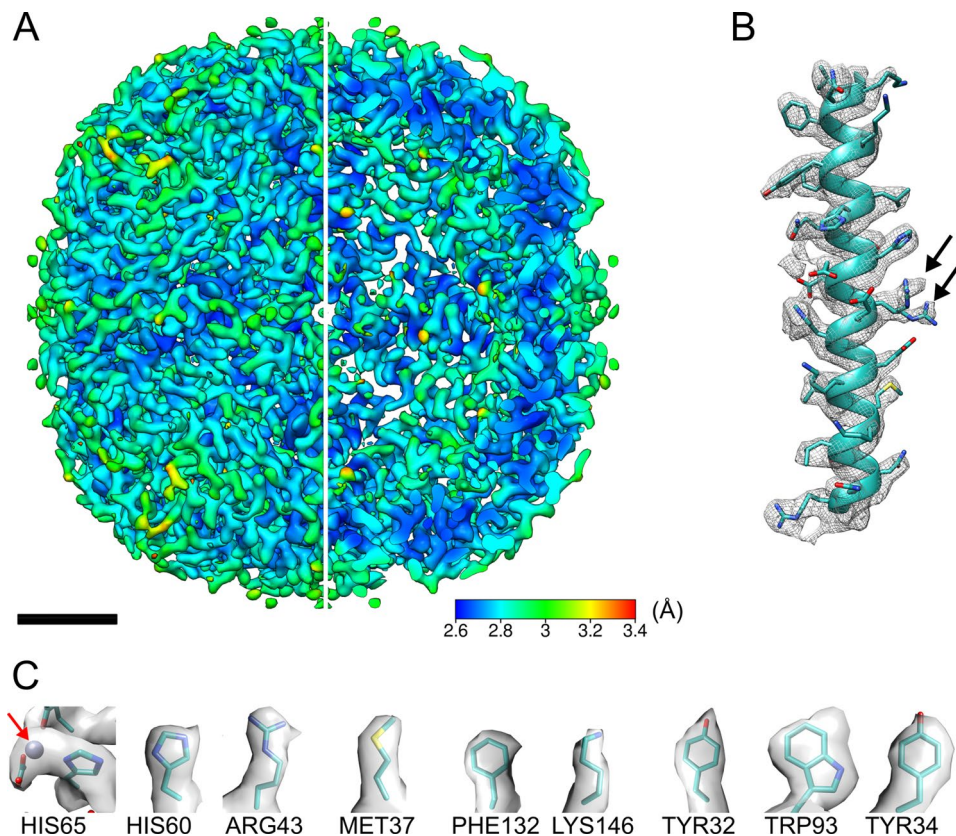 A
B
(Å)
2.6 2.8 3 3.2 3.4
C
HIS65 HIS60 ARG43 MET37 PHE132 LYS146 TYR32 TRP93 TYR34